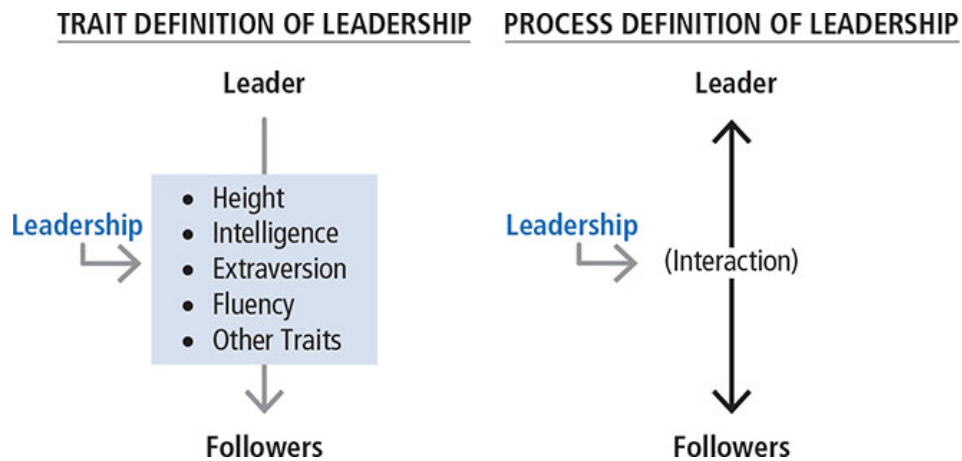 TRAIT DEFINITION OF LEADERSHIP
Leader
Leadership
• Height
• Intelligence
• Extraversion
• Fluency
• Other Traits
Followers
PROCESS DEFINITION OF LEADERSHIP
Leader
Leadership
(Interaction)
Followers